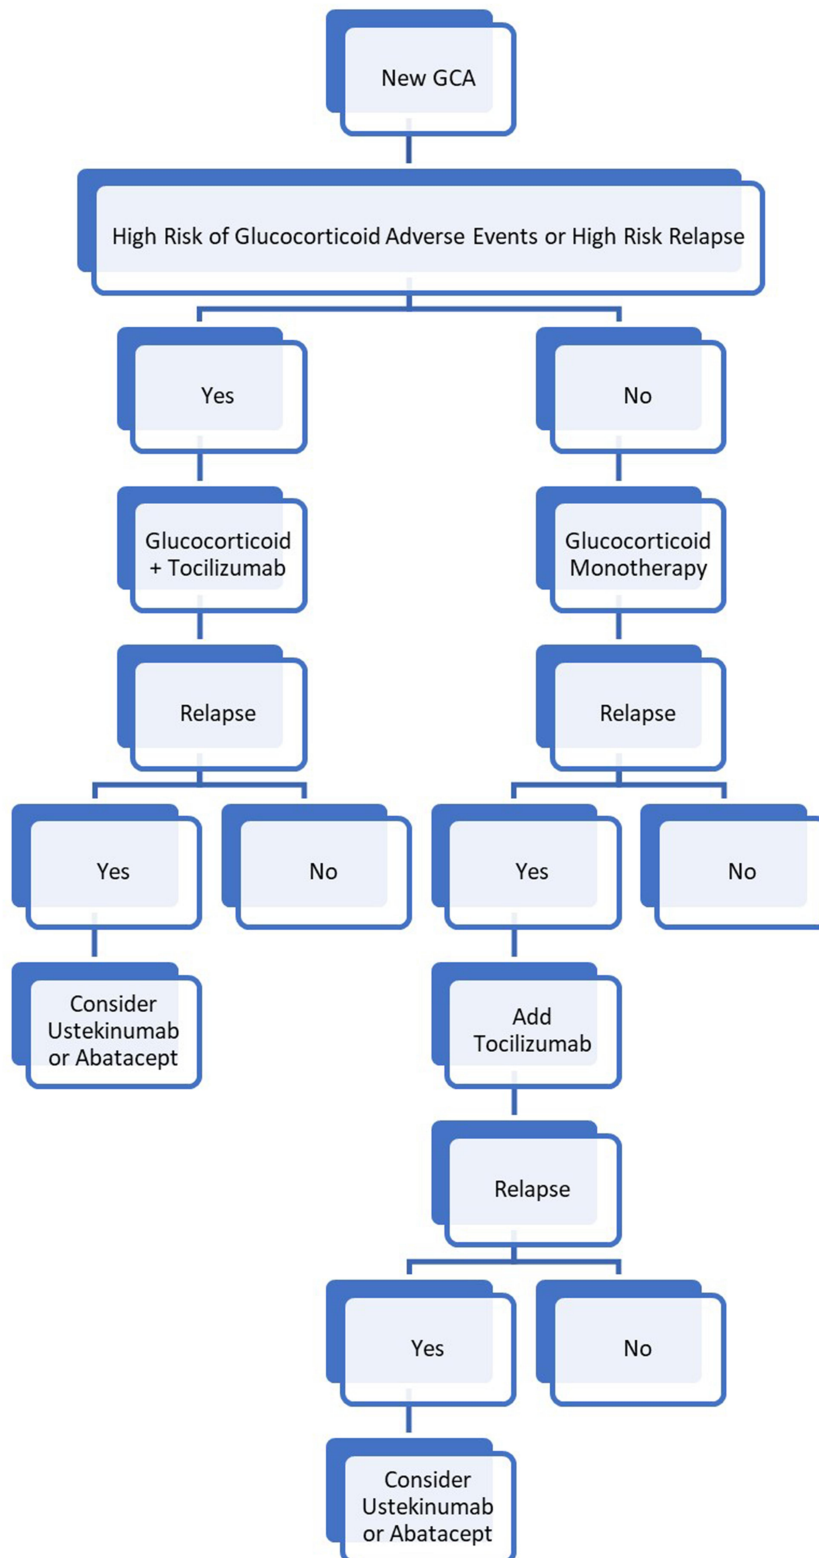 New GCA
High Risk of Glucocorticoid Adverse Events or High Risk Relapse
Yes
No
Glucocorticoid
+ Tocilizumab
Glucocorticoid
Monotherapy
Relapse
Relapse
Yes
No
Yes
No
Consider
Ustekinumab
or Abatacept
Add
Tocilizumab
Relapse
Yes
No
Consider
Ustekinumab
or Abatacept